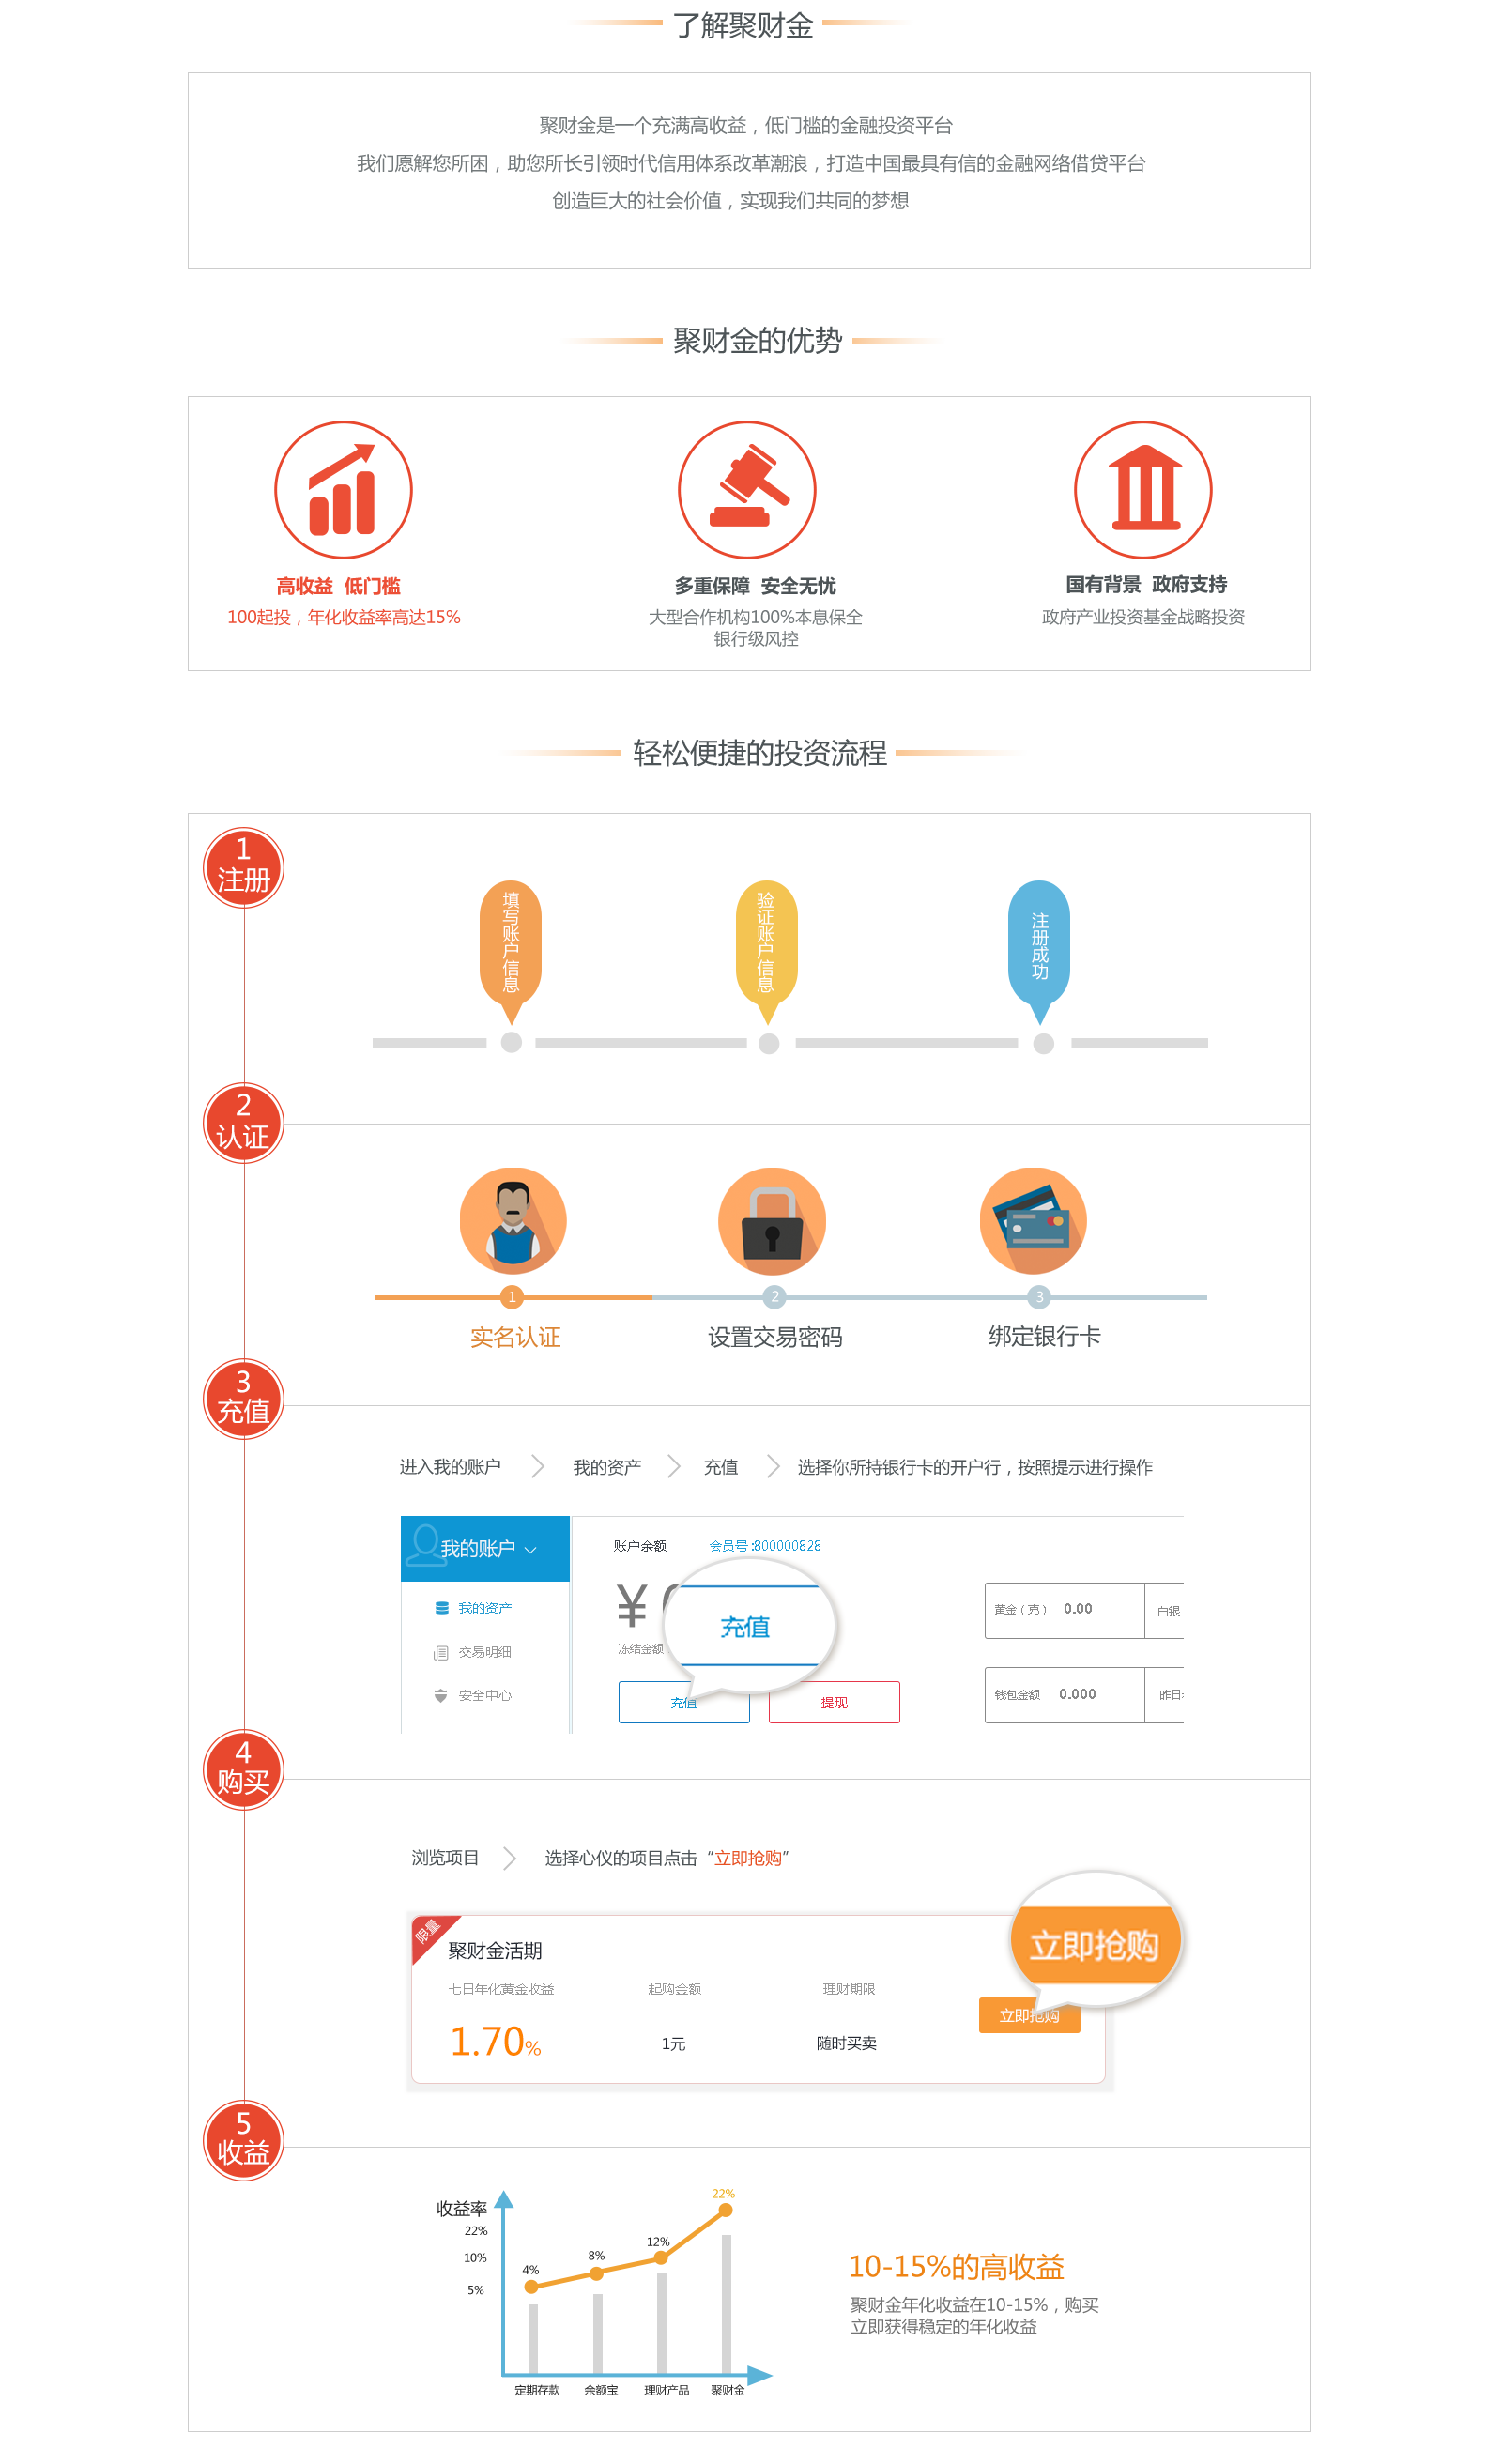 了解聚财金
聚财金是一个充满高收益，低门槛的金融投资平台
我们愿解您所困，助您所长引领时代信用体系改革潮浪，打造中国最具有信的金融网络借贷平台
创造巨大的社会价值，实现我们共同的梦想
聚财金的优势
高收益 低门槛
100起投，年化收益率高达15%
多重保障 安全无忧
大型合作机构100%本息保全
银行级风控
国有背景 政府支持
政府产业投资基金战略投资
轻松便捷的投资流程
1
注册
填写账户信息
验证账户信息
注册成功
2
认证
1
2
3
实名认证
设置交易密码
绑定银行卡
3
充值
进入我的账户
我的资产
充值
选择你所持银行卡的开户行，按照提示进行操作
我的账户
我的资产
交易明细
安全中心
账户余额
会员号:800000828
¥
充值
冻结金额
充值
提现
黄金（克） 0.00
白银
钱包金额 0.000
昨日
4
购买
浏览项目
选择心仪的项目点击“立即抢购”
限量
聚财金活期
七日年化黄金收益
起购金额
理财期限
1.70%
1元
随时买卖
立即抢购
立即抢购
5
收益
收益率
22%
10%
5%
4%
8%
12%
22%
定期存款
余额宝
理财产品
聚财金
10-15%的高收益
聚财金年化收益在10-15%，购买
立即获得稳定的年化收益